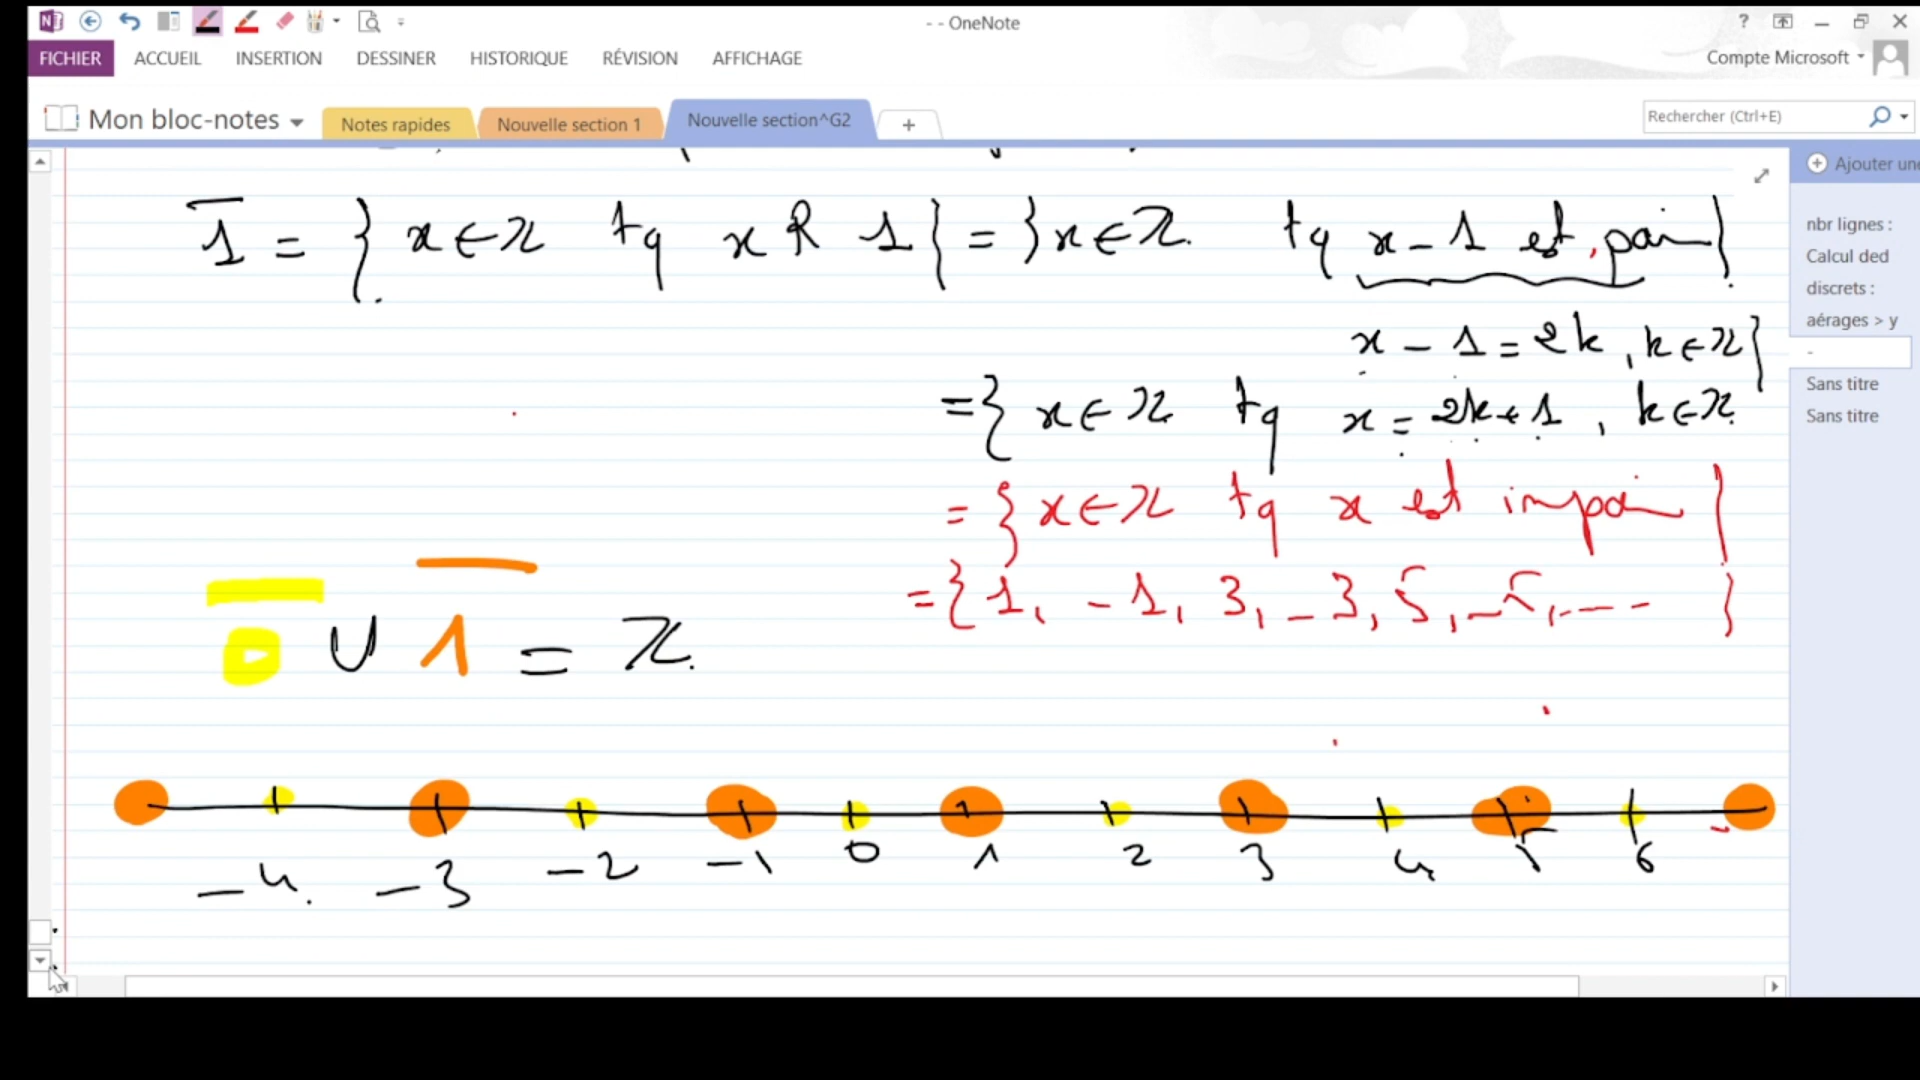 - - OneNote
?
FICHIER ACCUEIL INSERTION DESSINER HISTORIQUE RÉVISION AFFICHAGE
Compte Microsoft
Mon bloc-notes
Notes rapides
Nouvelle section 1
Nouvelle section^G2
+
Rechercher (Ctrl+E)
Ajouter une
nbr lignes :
Calcul ded
discrets :
aérages > y
-
Sans titre
Sans titre
1̅ = { x ∈ ℤ tq x R 1 } = { x ∈ ℤ tq x - 1 est pair }
x - 1 = 2k , k ∈ ℤ }
= { x ∈ ℤ tq x = 2k + 1 , k ∈ ℤ
= { x ∈ ℤ tq x est impair }
= { 1, -1, 3, -3, 5, -5, ---- }
0̅ ∪ 1̅ = ℤ
-4 -3 -2 -1 0 1 2 3 4 5 6